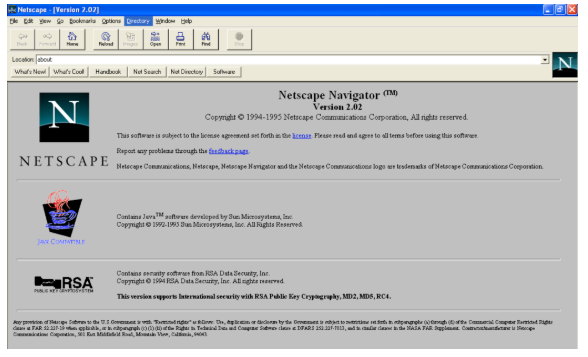 Netscape - [Version 2.02]
File Edit View Go Bookmarks Options Directory Window Help
Back Forward Home Reload Images Open Print Find Stop
Location: about:
What's New! What's Cool! Handbook Net Search Net Directory Software
N
N
NETSCAPE
Netscape Navigator (TM)
Version 2.02
Copyright © 1994-1995 Netscape Communications Corporation, All rights reserved.
This software is subject to the license agreement set forth in the license. Please read and agree to all terms before using this software.
Report any problems through the feedback page.
Netscape Communications, Netscape, Netscape Navigator and the Netscape Communications logo are trademarks of Netscape Communications Corporation.
JAVA COMPATIBLE
Contains Java™ software developed by Sun Microsystems, Inc.
Copyright © 1992-1995 Sun Microsystems, Inc. All Rights Reserved.
RSA
PUBLIC KEY CRYPTOSYSTEM
Contains security software from RSA Data Security, Inc.
Copyright © 1994 RSA Data Security, Inc. All rights reserved.
This version supports International security with RSA Public Key Cryptography, MD2, MD5, RC4.
Any provision of Netscape Software to the U.S. Government is with "Restricted rights" as follows: Use, duplication or disclosure by the Government is subject to restrictions set forth in subparagraphs (a) through (d) of the Commercial Computer Restricted Rights
clause at FAR 52.227-19 when applicable, or in subparagraph (c)(1)(ii) of the Rights in Technical Data and Computer Software clause at DFARS 252.227-7013, and in similar clauses in the NASA FAR Supplement. Contractor/manufacturer is Netscape
Communications Corporation, 501 East Middlefield Road, Mountain View, California, 94043.